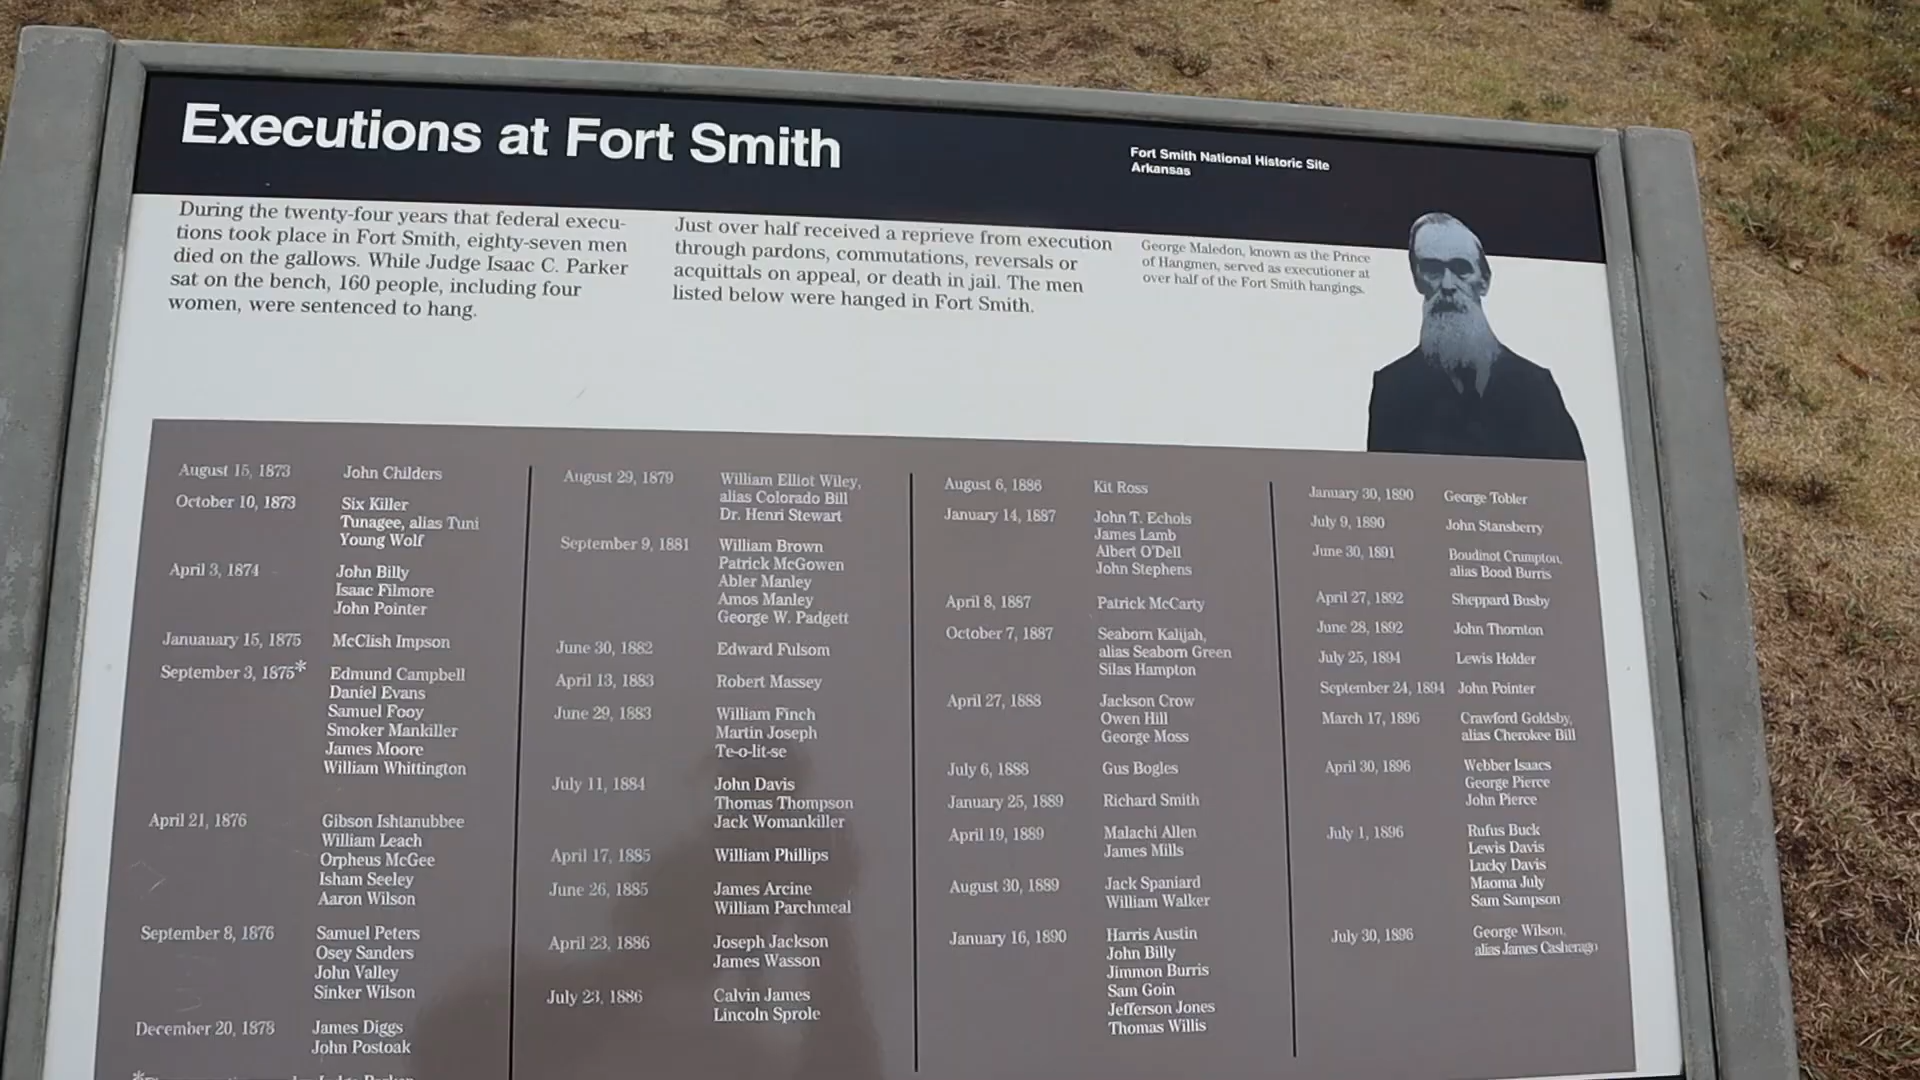 Executions at Fort Smith
Fort Smith National Historic Site
Arkansas
During the twenty-four years that federal execu-
tions took place in Fort Smith, eighty-seven men
died on the gallows. While Judge Isaac C. Parker
sat on the bench, 160 people, including four
women, were sentenced to hang.
Just over half received a reprieve from execution
through pardons, commutations, reversals or
acquittals on appeal, or death in jail. The men
listed below were hanged in Fort Smith.
George Maledon, known as the Prince
of Hangmen, served as executioner at
over half of the Fort Smith hangings.
August 15, 1873 John Childers
October 10, 1873 Six Killer
Tunagee, alias Tuni
Young Wolf
April 3, 1874 John Billy
Isaac Filmore
John Pointer
Januauary 15, 1875 McClish Impson
September 3, 1875* Edmund Campbell
Daniel Evans
Samuel Fooy
Smoker Mankiller
James Moore
William Whittington
April 21, 1876 Gibson Ishtanubbee
William Leach
Orpheus McGee
Isham Seeley
Aaron Wilson
September 8, 1876 Samuel Peters
Osey Sanders
John Valley
Sinker Wilson
December 20, 1878 James Diggs
John Postoak
August 29, 1879 William Elliot Wiley,
alias Colorado Bill
Dr. Henri Stewart
September 9, 1881 William Brown
Patrick McGowen
Abler Manley
Amos Manley
George W. Padgett
June 30, 1882 Edward Fulsom
April 13, 1883 Robert Massey
June 29, 1883 William Finch
Martin Joseph
Te-o-lit-se
July 11, 1884 John Davis
Thomas Thompson
Jack Womankiller
April 17, 1885 William Phillips
June 26, 1885 James Arcine
William Parchmeal
April 23, 1886 Joseph Jackson
James Wasson
July 23, 1886 Calvin James
Lincoln Sprole
August 6, 1886 Kit Ross
January 14, 1887 John T. Echols
James Lamb
Albert O'Dell
John Stephens
April 8, 1887 Patrick McCarty
October 7, 1887 Seaborn Kalijah,
alias Seaborn Green
Silas Hampton
April 27, 1888 Jackson Crow
Owen Hill
George Moss
July 6, 1888 Gus Bogles
January 25, 1889 Richard Smith
April 19, 1889 Malachi Allen
James Mills
August 30, 1889 Jack Spaniard
William Walker
January 16, 1890 Harris Austin
John Billy
Jimmon Burris
Sam Goin
Jefferson Jones
Thomas Willis
January 30, 1890 George Tobler
July 9, 1890 John Stansberry
June 30, 1891 Boudinot Crumpton,
alias Bood Burris
April 27, 1892 Sheppard Busby
June 28, 1892 John Thornton
July 25, 1894 Lewis Holder
September 24, 1894 John Pointer
March 17, 1896 Crawford Goldsby,
alias Cherokee Bill
April 30, 1896 Webber Isaacs
George Pierce
John Pierce
July 1, 1896 Rufus Buck
Lewis Davis
Lucky Davis
Maoma July
Sam Sampson
July 30, 1896 George Wilson,
alias James Casherago